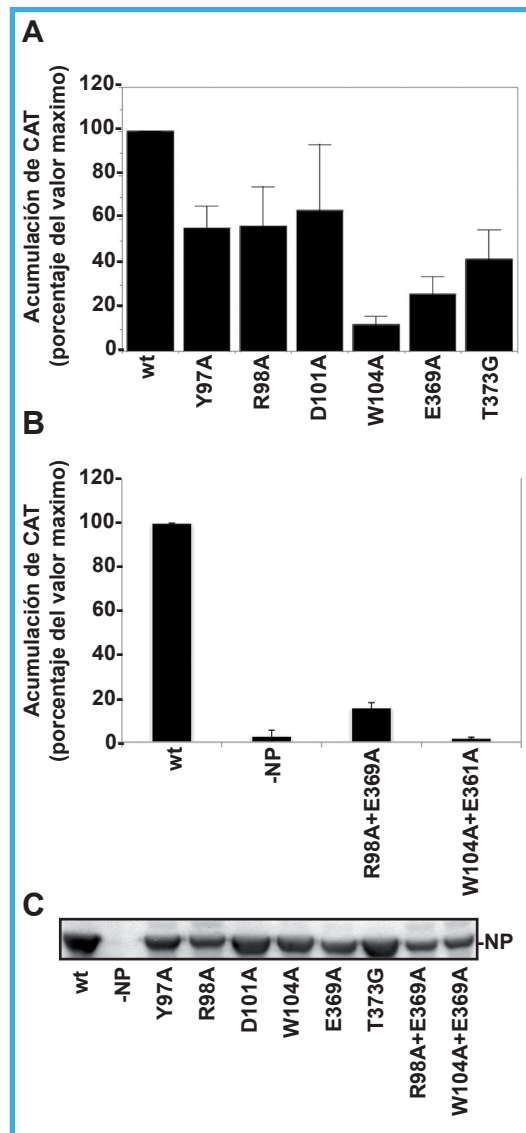 A
Acumulación de CAT
(porcentaje del valor maximo)
120
100
80
60
40
20
0
wt
Y97A
R98A
D101A
W104A
E369A
T373G
B
Acumulación de CAT
(porcentaje del valor maximo)
120
100
80
60
40
20
0
wt
-NP
R98A+E369A
W104A+E361A
C
-NP
wt
-NP
Y97A
R98A
D101A
W104A
E369A
T373G
R98A+E369A
W104A+E369A